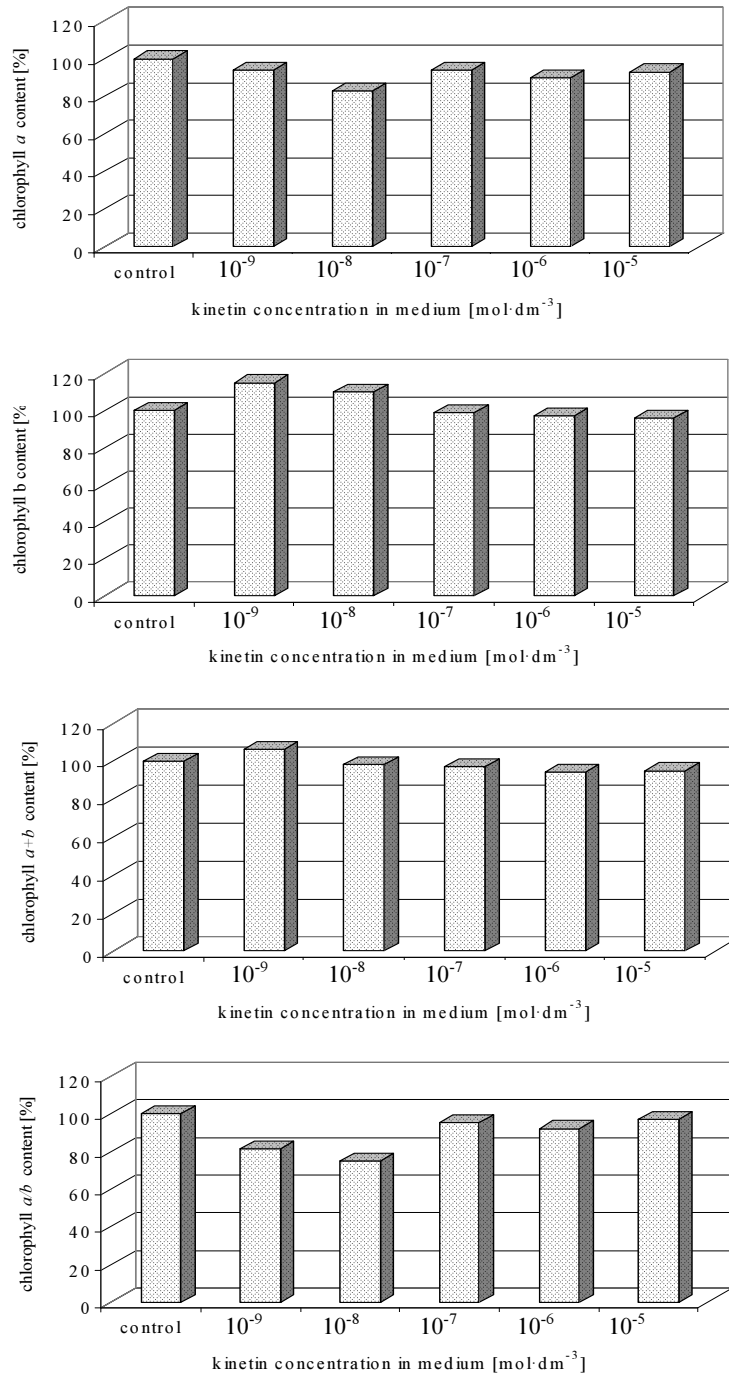 120
100
80
60
40
20
0
chlorophyll a content [%]
control 10⁻⁹ 10⁻⁸ 10⁻⁷ 10⁻⁶ 10⁻⁵
kinetin concentration in medium [mol·dm⁻³]
120
100
80
60
40
20
0
chlorophyll b content [%
control 10⁻⁹ 10⁻⁸ 10⁻⁷ 10⁻⁶ 10⁻⁵
kinetin concentration in medium [mol·dm⁻³]
120
100
80
60
40
20
0
chlorophyll a+b content [%]
control 10⁻⁹ 10⁻⁸ 10⁻⁷ 10⁻⁶ 10⁻⁵
kinetin concentration in medium [mol·dm⁻³]
120
100
80
60
40
20
0
chlorophyll a/b content [%]
control 10⁻⁹ 10⁻⁸ 10⁻⁷ 10⁻⁶ 10⁻⁵
kinetin concentration in medium [mol·dm⁻³]